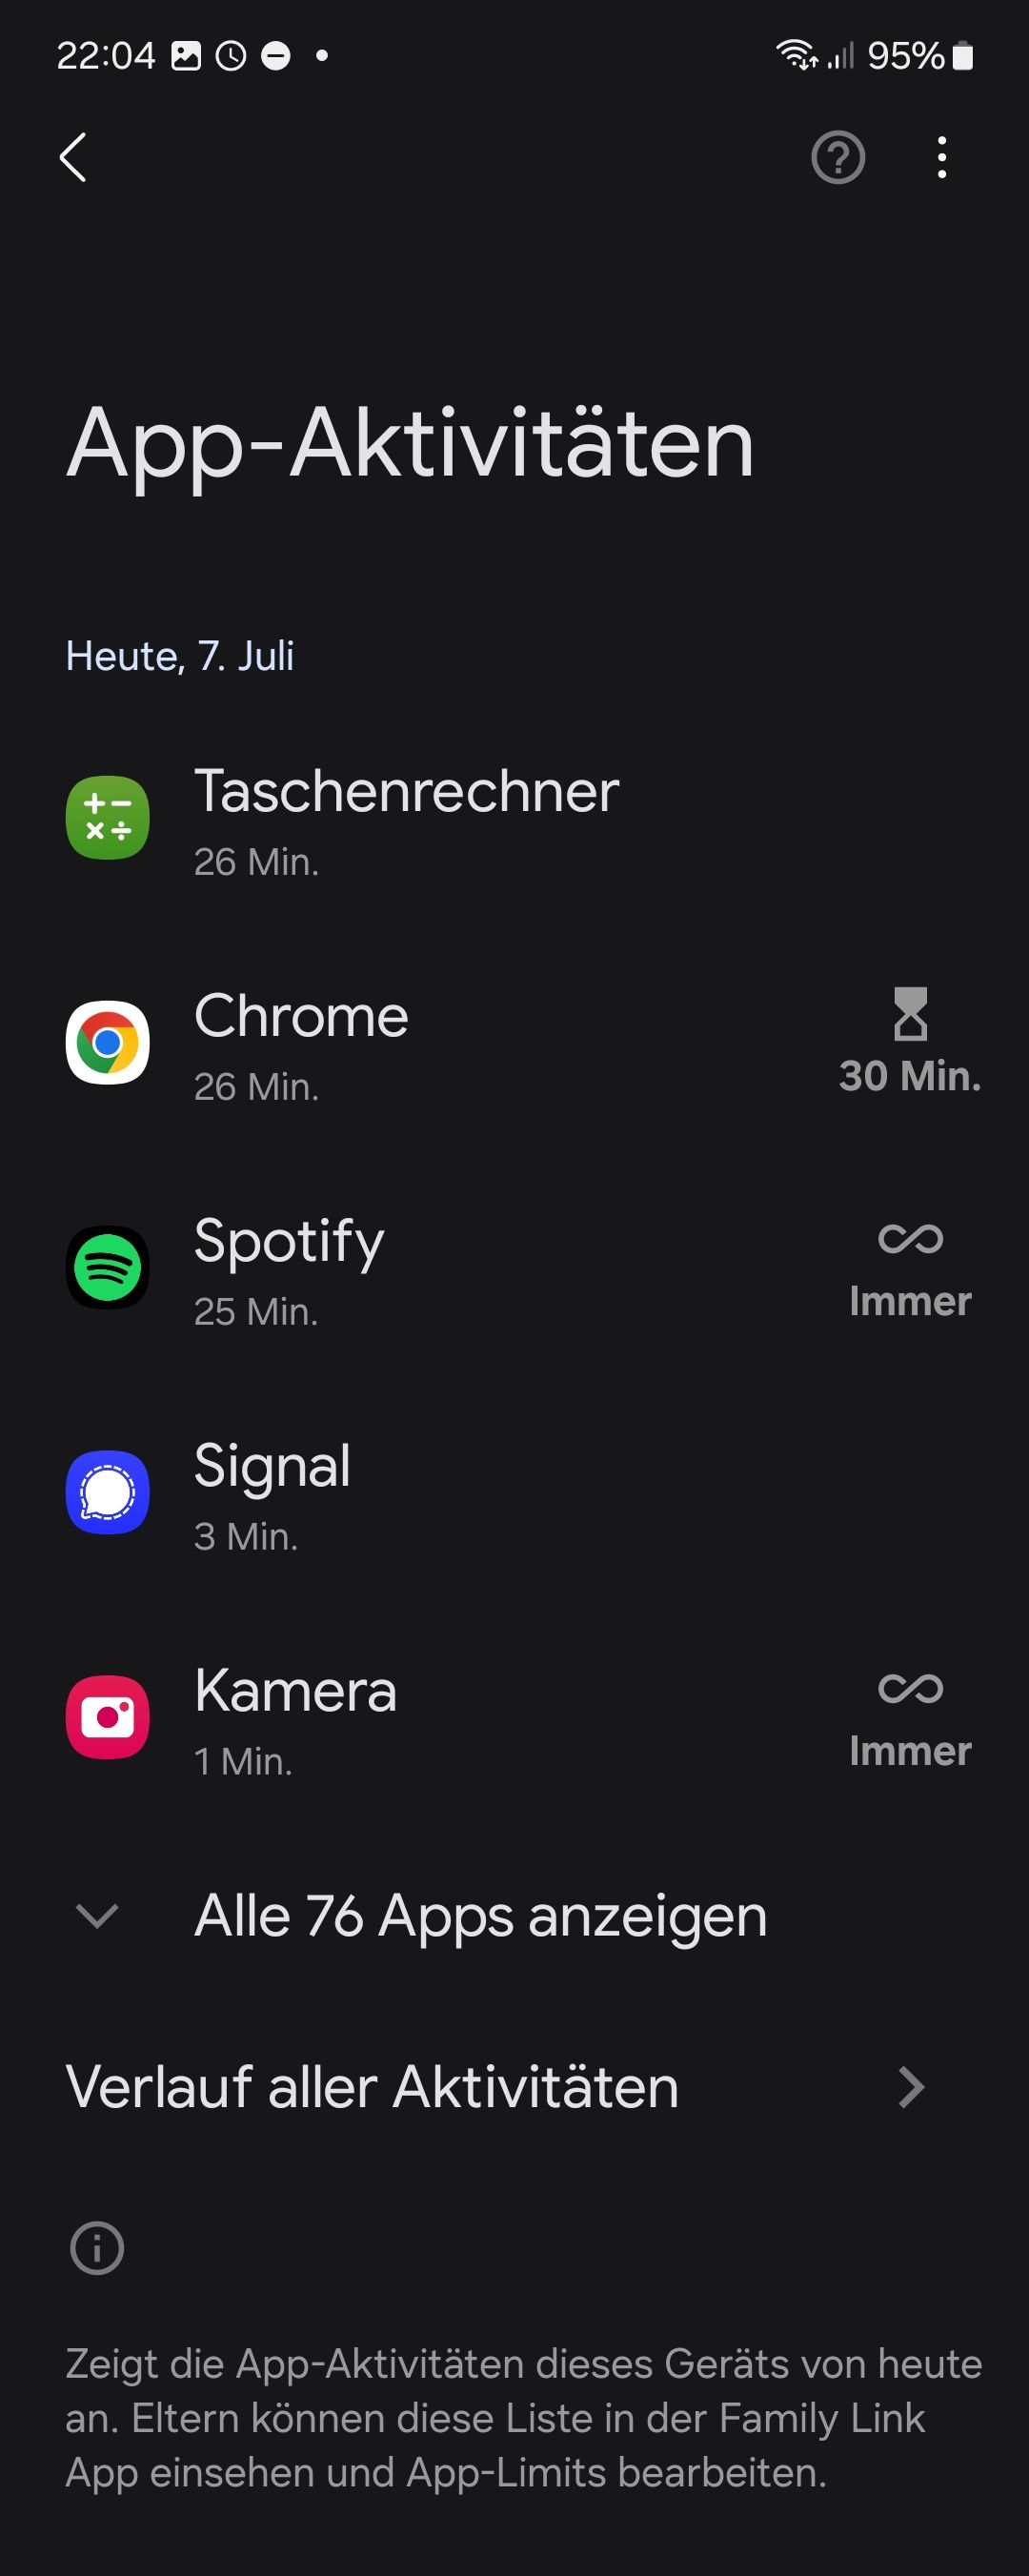 22:04
95%
App-Aktivitäten
Heute, 7. Juli
Taschenrechner
26 Min.
Chrome
26 Min.
30 Min.
Spotify
25 Min.
Immer
Signal
3 Min.
Kamera
1 Min.
Immer
Alle 76 Apps anzeigen
Verlauf aller Aktivitäten
Zeigt die App-Aktivitäten dieses Geräts von heute
an. Eltern können diese Liste in der Family Link
App einsehen und App-Limits bearbeiten.